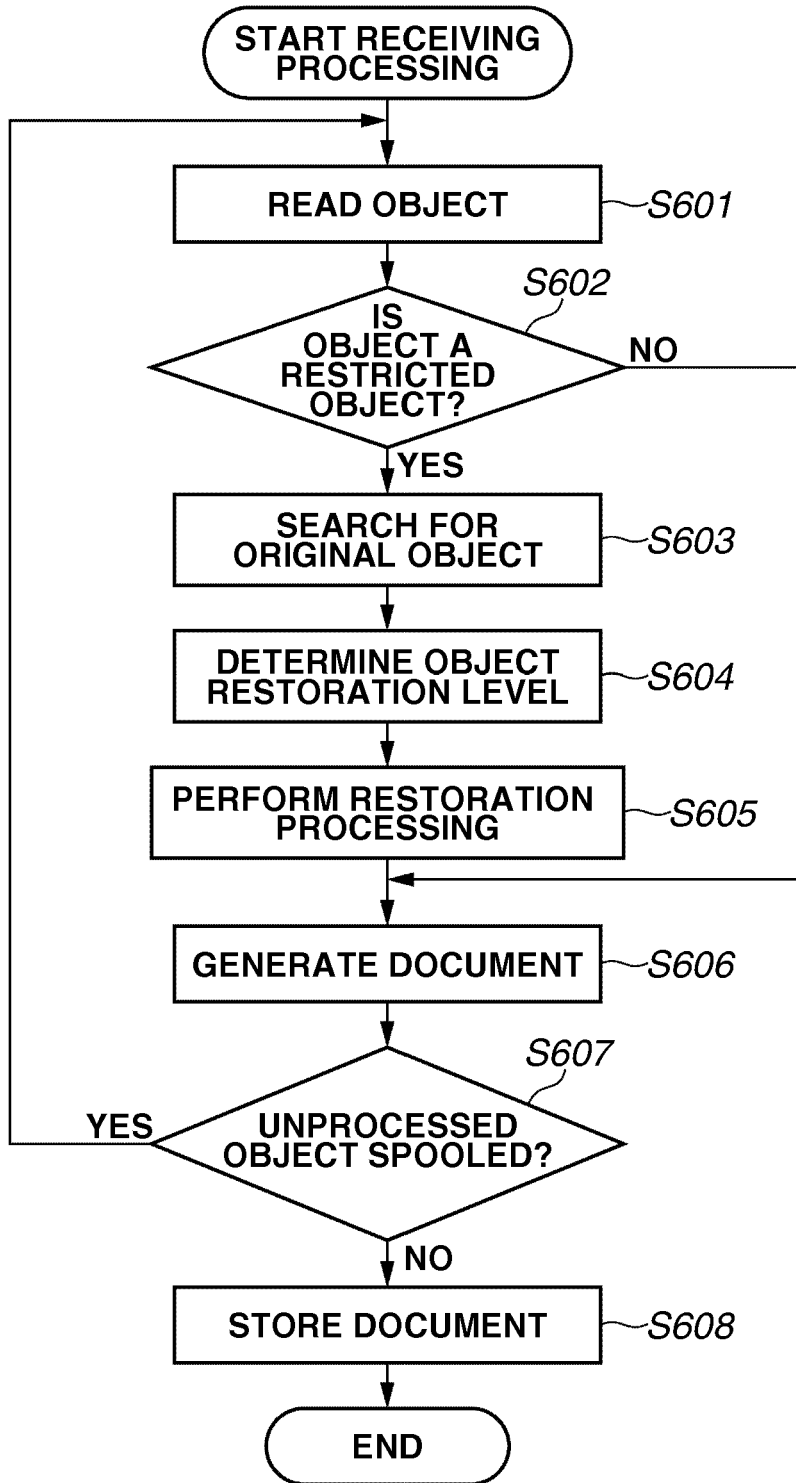 START RECEIVING
PROCESSING
READ OBJECT
S601
S602
IS
OBJECT A
RESTRICTED
OBJECT?
NO
YES
SEARCH FOR
ORIGINAL OBJECT
S603
DETERMINE OBJECT
RESTORATION LEVEL
S604
PERFORM RESTORATION
PROCESSING
S605
GENERATE DOCUMENT
S606
S607
YES
UNPROCESSED
OBJECT SPOOLED?
NO
STORE DOCUMENT
S608
END